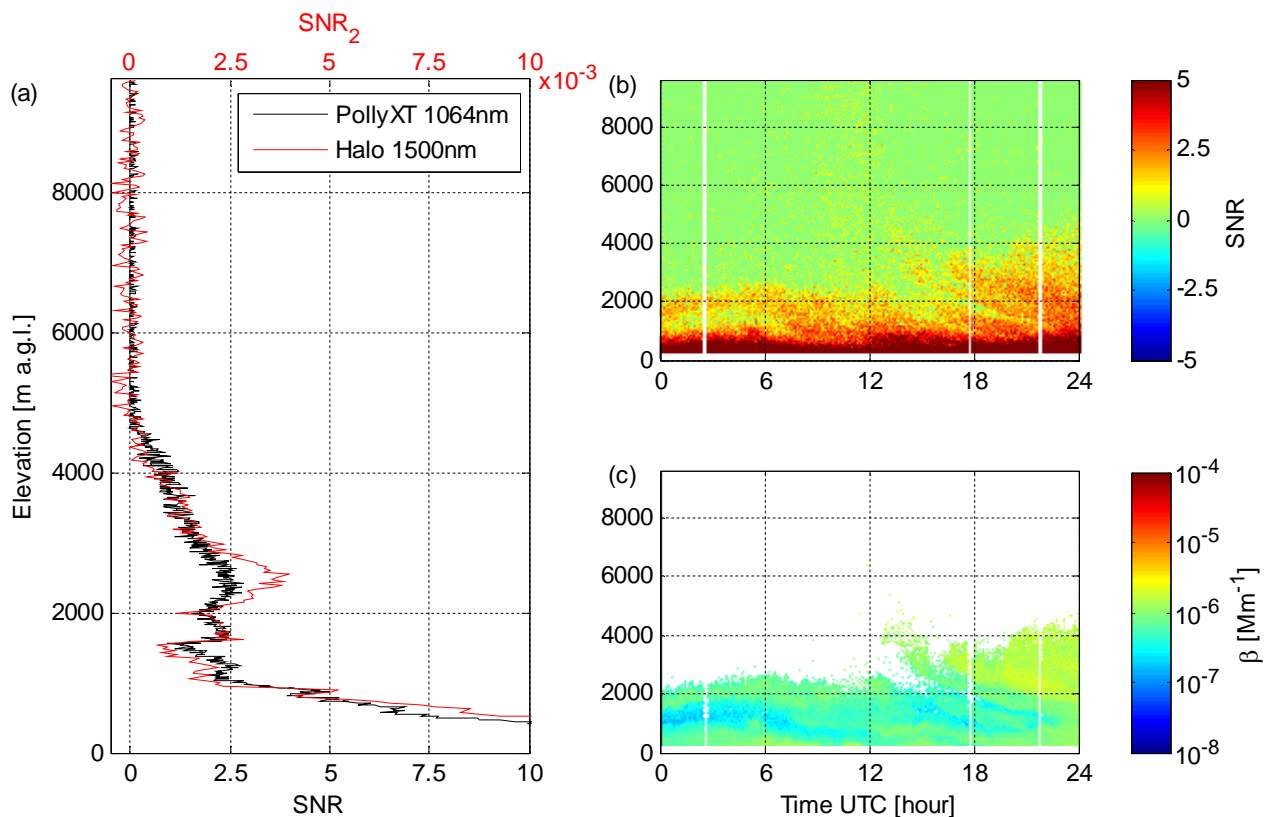 SNR2
0 2.5 5 7.5 10
x10-3
(a)
PollyXT 1064nm
Halo 1500nm
8000
6000
4000
2000
0
Elevation [m a.g.l.]
0 2.5 5 7.5 10
SNR
(b)
8000
6000
4000
2000
0
0 6 12 18 24
5
2.5
0
-2.5
-5
SNR
(c)
8000
6000
4000
2000
0
0 6 12 18 24
Time UTC [hour]
10-4
10-5
10-6
10-7
10-8
β [Mm-1]